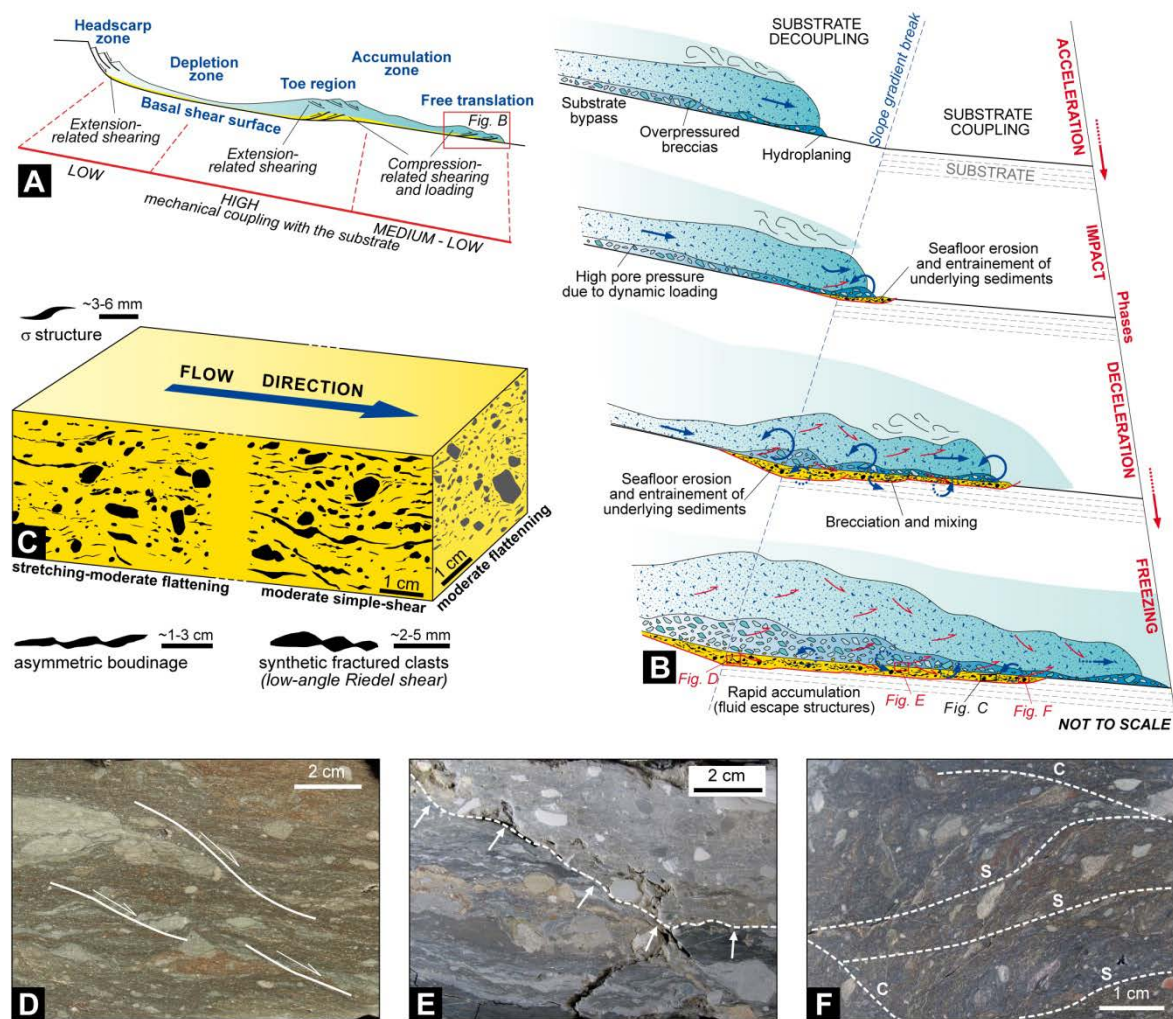 Headscarp
zone
Depletion
zone
Accumulation
zone
Toe region
Free translation
Fig. B
Basal shear surface
Extension-
related shearing
Extension-
related shearing
Compression-
related shearing
and loading
LOW
HIGH
mechanical coupling with the substrate
MEDIUM - LOW
A
SUBSTRATE
DECOUPLING
Slope gradient break
SUBSTRATE
COUPLING
Substrate
bypass
Overpressured
breccias
Hydroplaning
SUBSTRATE
ACCELERATION
High pore pressure
due to dynamic loading
Seafloor erosion
and entrainement of
underlying sediments
IMPACT
Phases
Seafloor erosion
and entrainement of
underlying sediments
Brecciation and mixing
DECELERATION
FREEZING
Fig. D
Rapid accumulation
(fluid escape structures)
Fig. E
Fig. C
Fig. F
B
NOT TO SCALE
~3-6 mm
σ structure
FLOW DIRECTION
C
stretching-moderate flattening
moderate simple-shear
1 cm
1 cm
moderate flattenning
~1-3 cm
asymmetric boudinage
~2-5 mm
synthetic fractured clasts
(low-angle Riedel shear)
2 cm
D
2 cm
E
C
S
S
S
C
1 cm
F